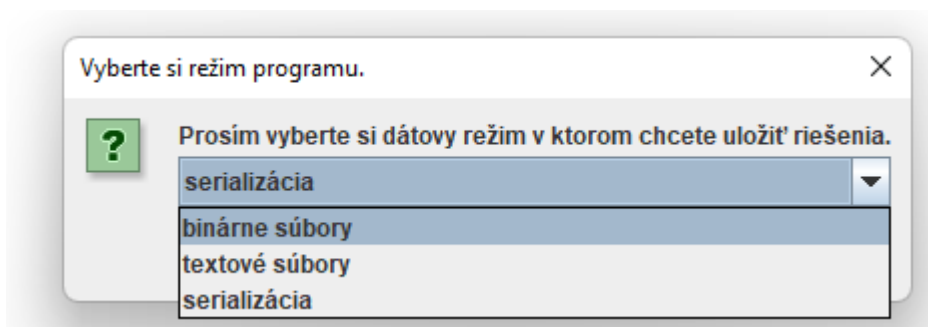 Vyberte si režim programu.
?
Prosím vyberte si dátovy režim v ktorom chcete uložiť riešenia.
serializácia
binárne súbory
textové súbory
serializácia